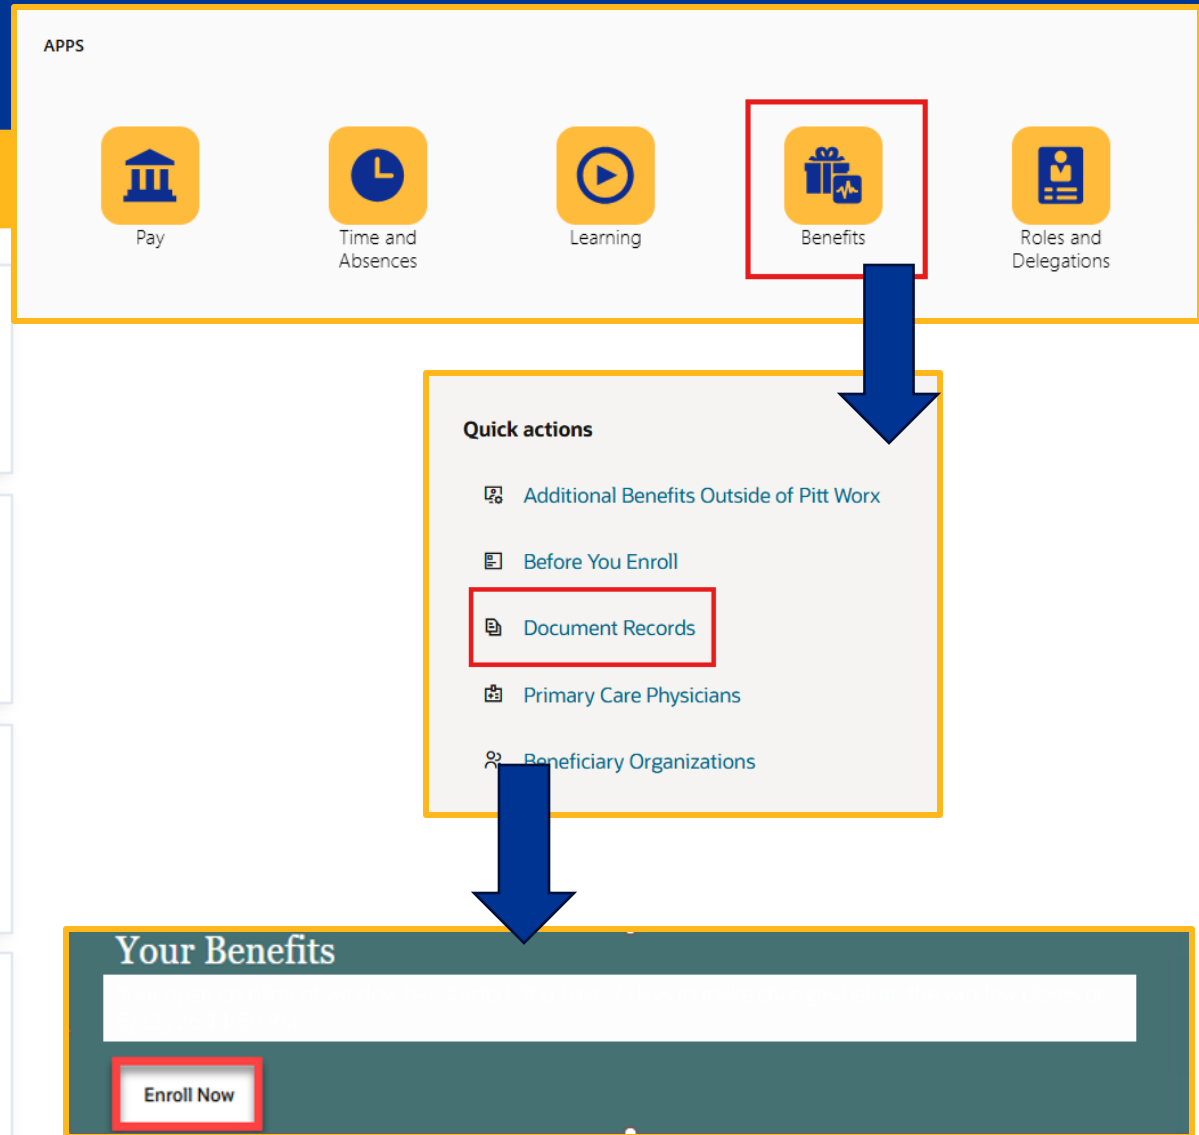 APPS
Pay
Time and
Absences
Learning
Benefits
Roles and
Delegations
Quick actions
Additional Benefits Outside of Pitt Worx
Before You Enroll
Document Records
Primary Care Physicians
Beneficiary Organizations
Your Benefits
Enroll Now